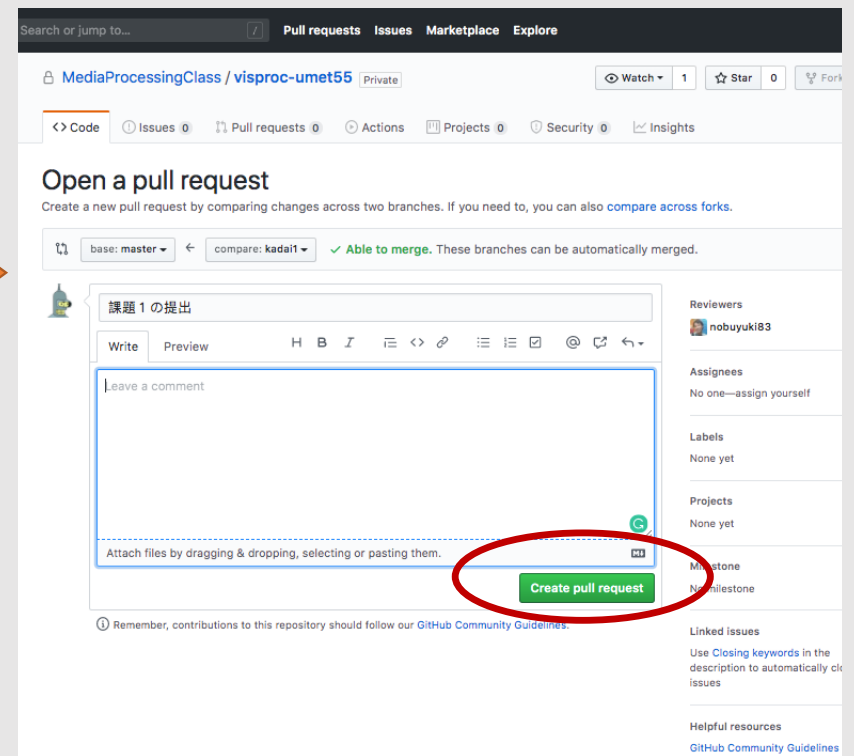 Search or jump to... / Pull requests Issues Marketplace Explore
MediaProcessingClass / visproc-umet55 Private
Watch 1 Star 0 Fork
Code Issues 0 Pull requests 0 Actions Projects 0 Security 0 Insights
Open a pull request
Create a new pull request by comparing changes across two branches. If you need to, you can also compare across forks.
base: master ← compare: kadai1 ✓ Able to merge. These branches can be automatically merged.
課題1の提出
Write Preview H B I
Leave a comment
Attach files by dragging & dropping, selecting or pasting them.
Create pull request
Remember, contributions to this repository should follow our GitHub Community Guidelines.
Reviewers
nobuyuki83
Assignees
No one—assign yourself
Labels
None yet
Projects
None yet
Milestone
No milestone
Linked issues
Use Closing keywords in the
description to automatically clo
issues
Helpful resources
GitHub Community Guidelines